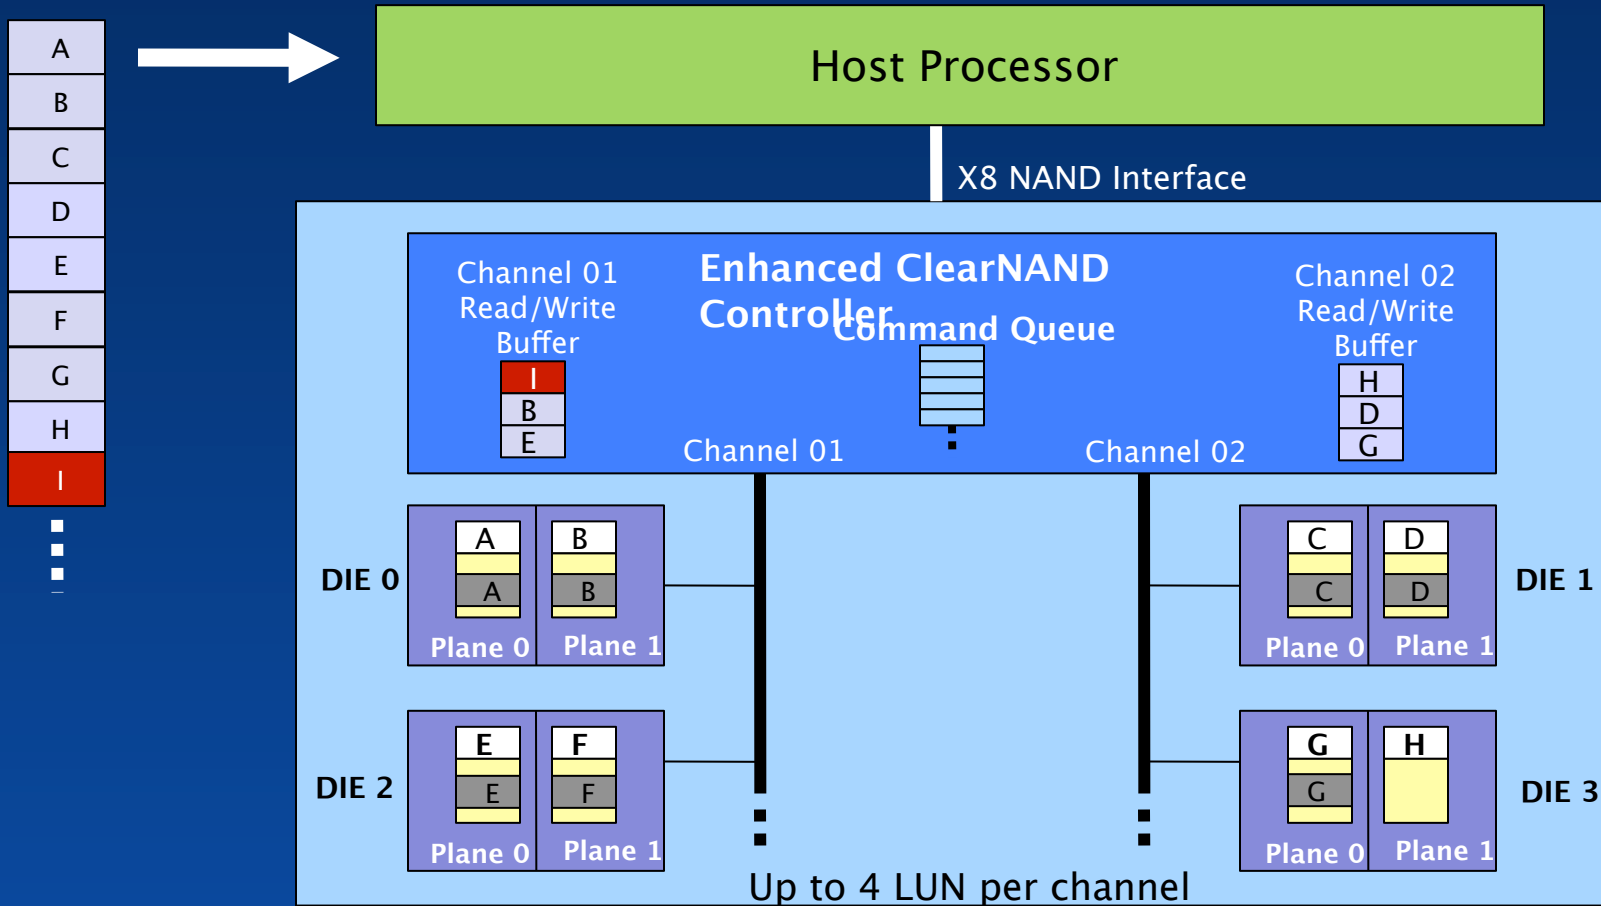 A
B
C
D
E
F
G
H
I
Host Processor
X8 NAND Interface
Enhanced ClearNAND
Controller
Command Queue
Channel 01
Read/Write
Buffer
I
B
E
Channel 02
Read/Write
Buffer
H
D
G
Channel 01
Channel 02
DIE 0
A
B
A
B
Plane 0
Plane 1
C
D
C
D
Plane 0
Plane 1
DIE 1
DIE 2
E
F
E
F
Plane 0
Plane 1
G
H
G
Plane 0
Plane 1
DIE 3
Up to 4 LUN per channel